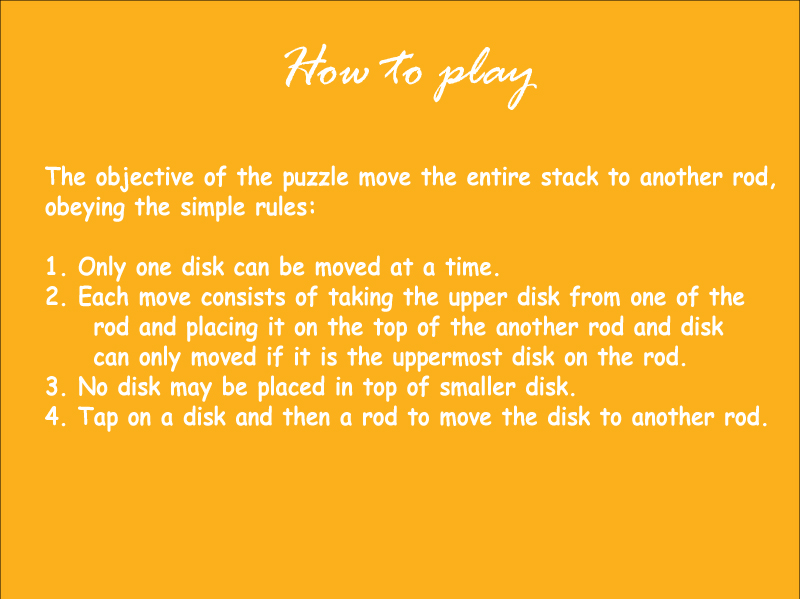 How to play
The objective of the puzzle move the entire stack to another rod,
obeying the simple rules:
1. Only one disk can be moved at a time.
2. Each move consists of taking the upper disk from one of the
rod and placing it on the top of the another rod and disk
can only moved if it is the uppermost disk on the rod.
3. No disk may be placed in top of smaller disk.
4. Tap on a disk and then a rod to move the disk to another rod.